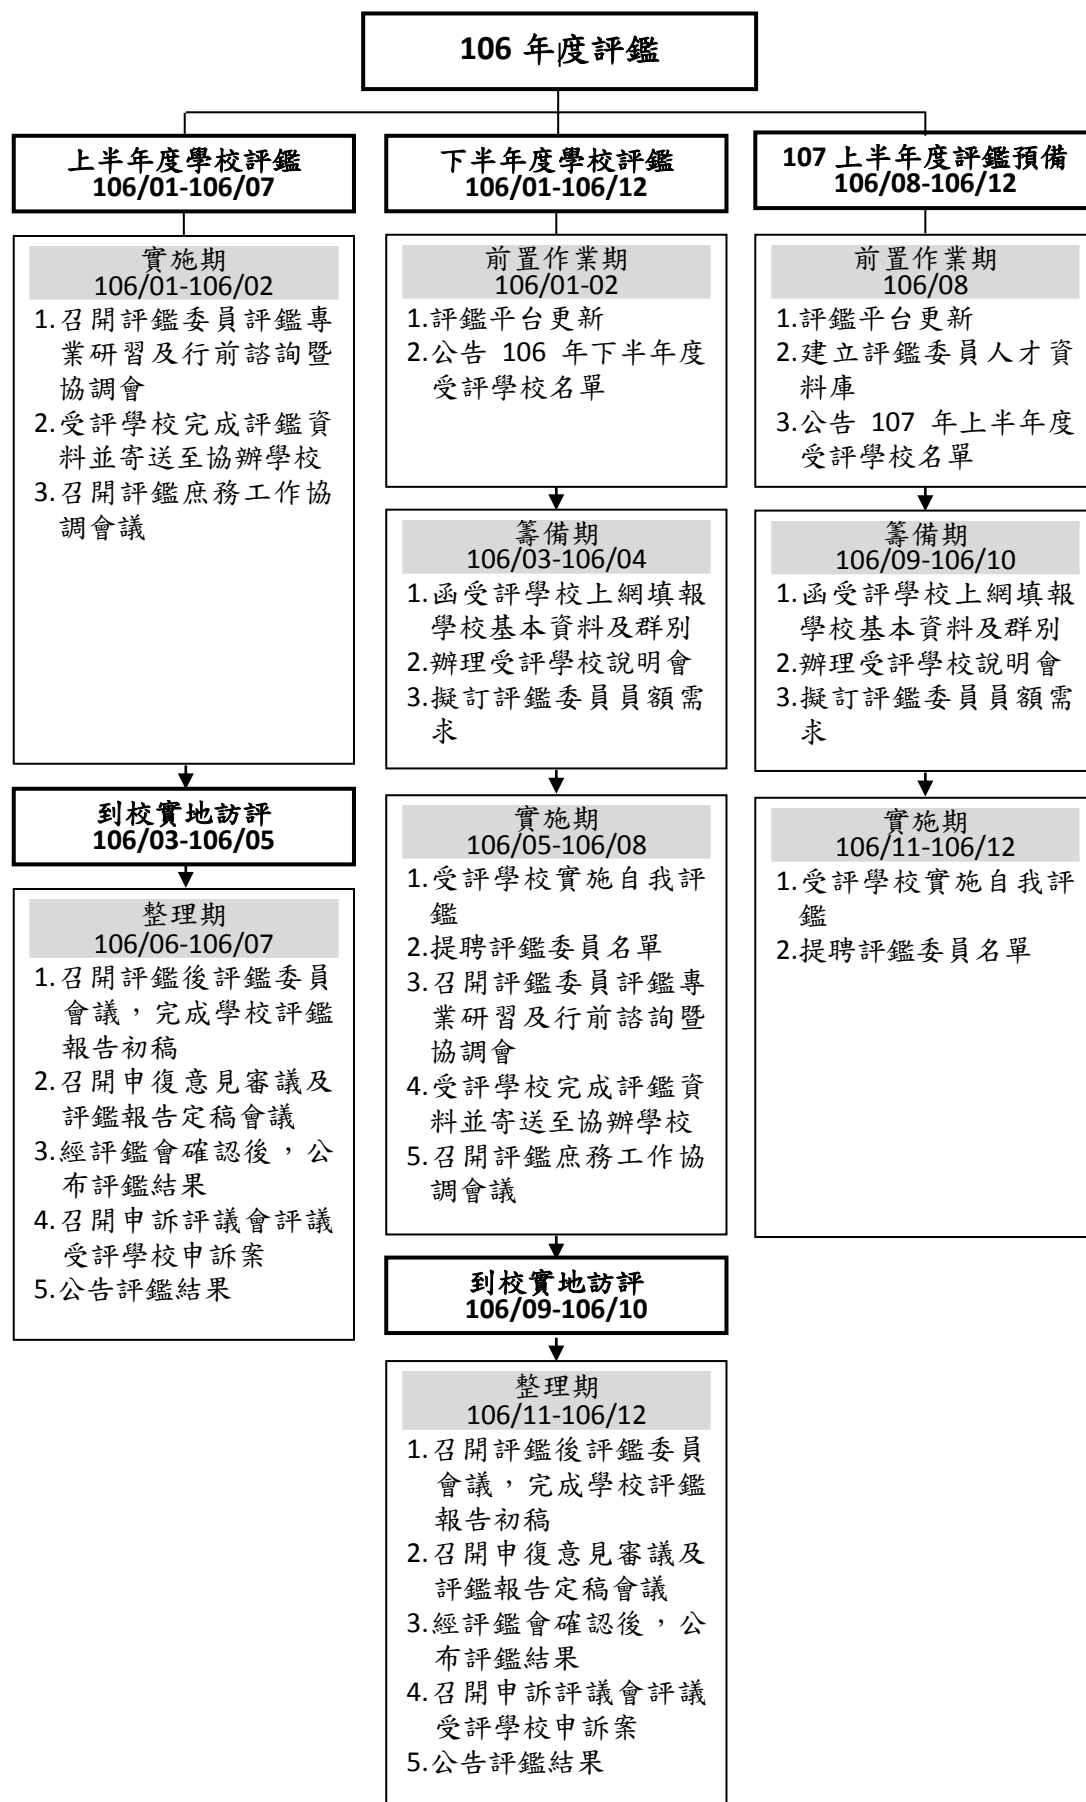 106 年度評鑑
上半年度學校評鑑
106/01-106/07
實施期
106/01-106/02
1.召開評鑑委員評鑑專
業研習及行前諮詢暨
協調會
2.受評學校完成評鑑資
料並寄送至協辦學校
3.召開評鑑庶務工作協
調會議
到校實地訪評
106/03-106/05
整理期
106/06-106/07
1.召開評鑑後評鑑委員
會議，完成學校評鑑
報告初稿
2.召開申復意見審議及
評鑑報告定稿會議
3.經評鑑會確認後，公
布評鑑結果
4.召開申訴評議會評議
受評學校申訴案
5.公告評鑑結果
下半年度學校評鑑
106/01-106/12
前置作業期
106/01-02
1.評鑑平台更新
2.公告 106 年下半年度
受評學校名單
籌備期
106/03-106/04
1.函受評學校上網填報
學校基本資料及群別
2.辦理受評學校說明會
3.擬訂評鑑委員員額需
求
實施期
106/05-106/08
1.受評學校實施自我評
鑑
2.提聘評鑑委員名單
3.召開評鑑委員評鑑專
業研習及行前諮詢暨
協調會
4.受評學校完成評鑑資
料並寄送至協辦學校
5.召開評鑑庶務工作協
調會議
到校實地訪評
106/09-106/10
整理期
106/11-106/12
1.召開評鑑後評鑑委員
會議，完成學校評鑑
報告初稿
2.召開申復意見審議及
評鑑報告定稿會議
3.經評鑑會確認後，公
布評鑑結果
4.召開申訴評議會評議
受評學校申訴案
5.公告評鑑結果
107 上半年度評鑑預備
106/08-106/12
前置作業期
106/08
1.評鑑平台更新
2.建立評鑑委員人才資
料庫
3.公告 107 年上半年度
受評學校名單
籌備期
106/09-106/10
1.函受評學校上網填報
學校基本資料及群別
2.辦理受評學校說明會
3.擬訂評鑑委員員額需
求
實施期
106/11-106/12
1.受評學校實施自我評
鑑
2.提聘評鑑委員名單